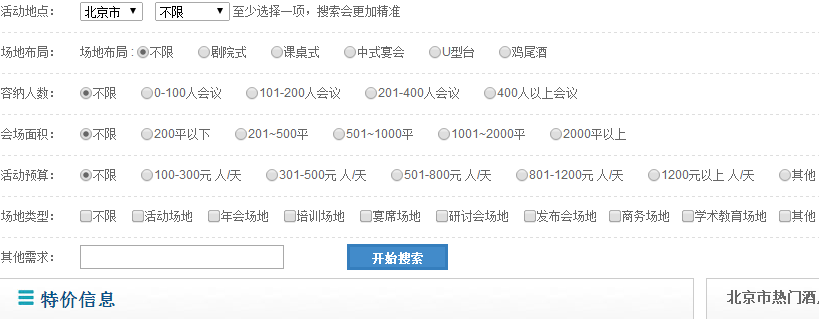 活动地点： 北京市 不限 至少选择一项，搜索会更加精准
场地布局： 场地布局 : 不限 剧院式 课桌式 中式宴会 U型台 鸡尾酒
容纳人数： 不限 0-100人会议 101-200人会议 201-400人会议 400人以上会议
会场面积： 不限 200平以下 201~500平 501~1000平 1001~2000平 2000平以上
活动预算： 不限 100-300元 人/天 301-500元 人/天 501-800元 人/天 801-1200元 人/天 1200元以上 人/天 其他
场地类型： 不限 活动场地 年会场地 培训场地 宴席场地 研讨会场地 发布会场地 商务场地 学术教育场地 其他
其他需求： 开始搜索
特价信息 北京市热门酒